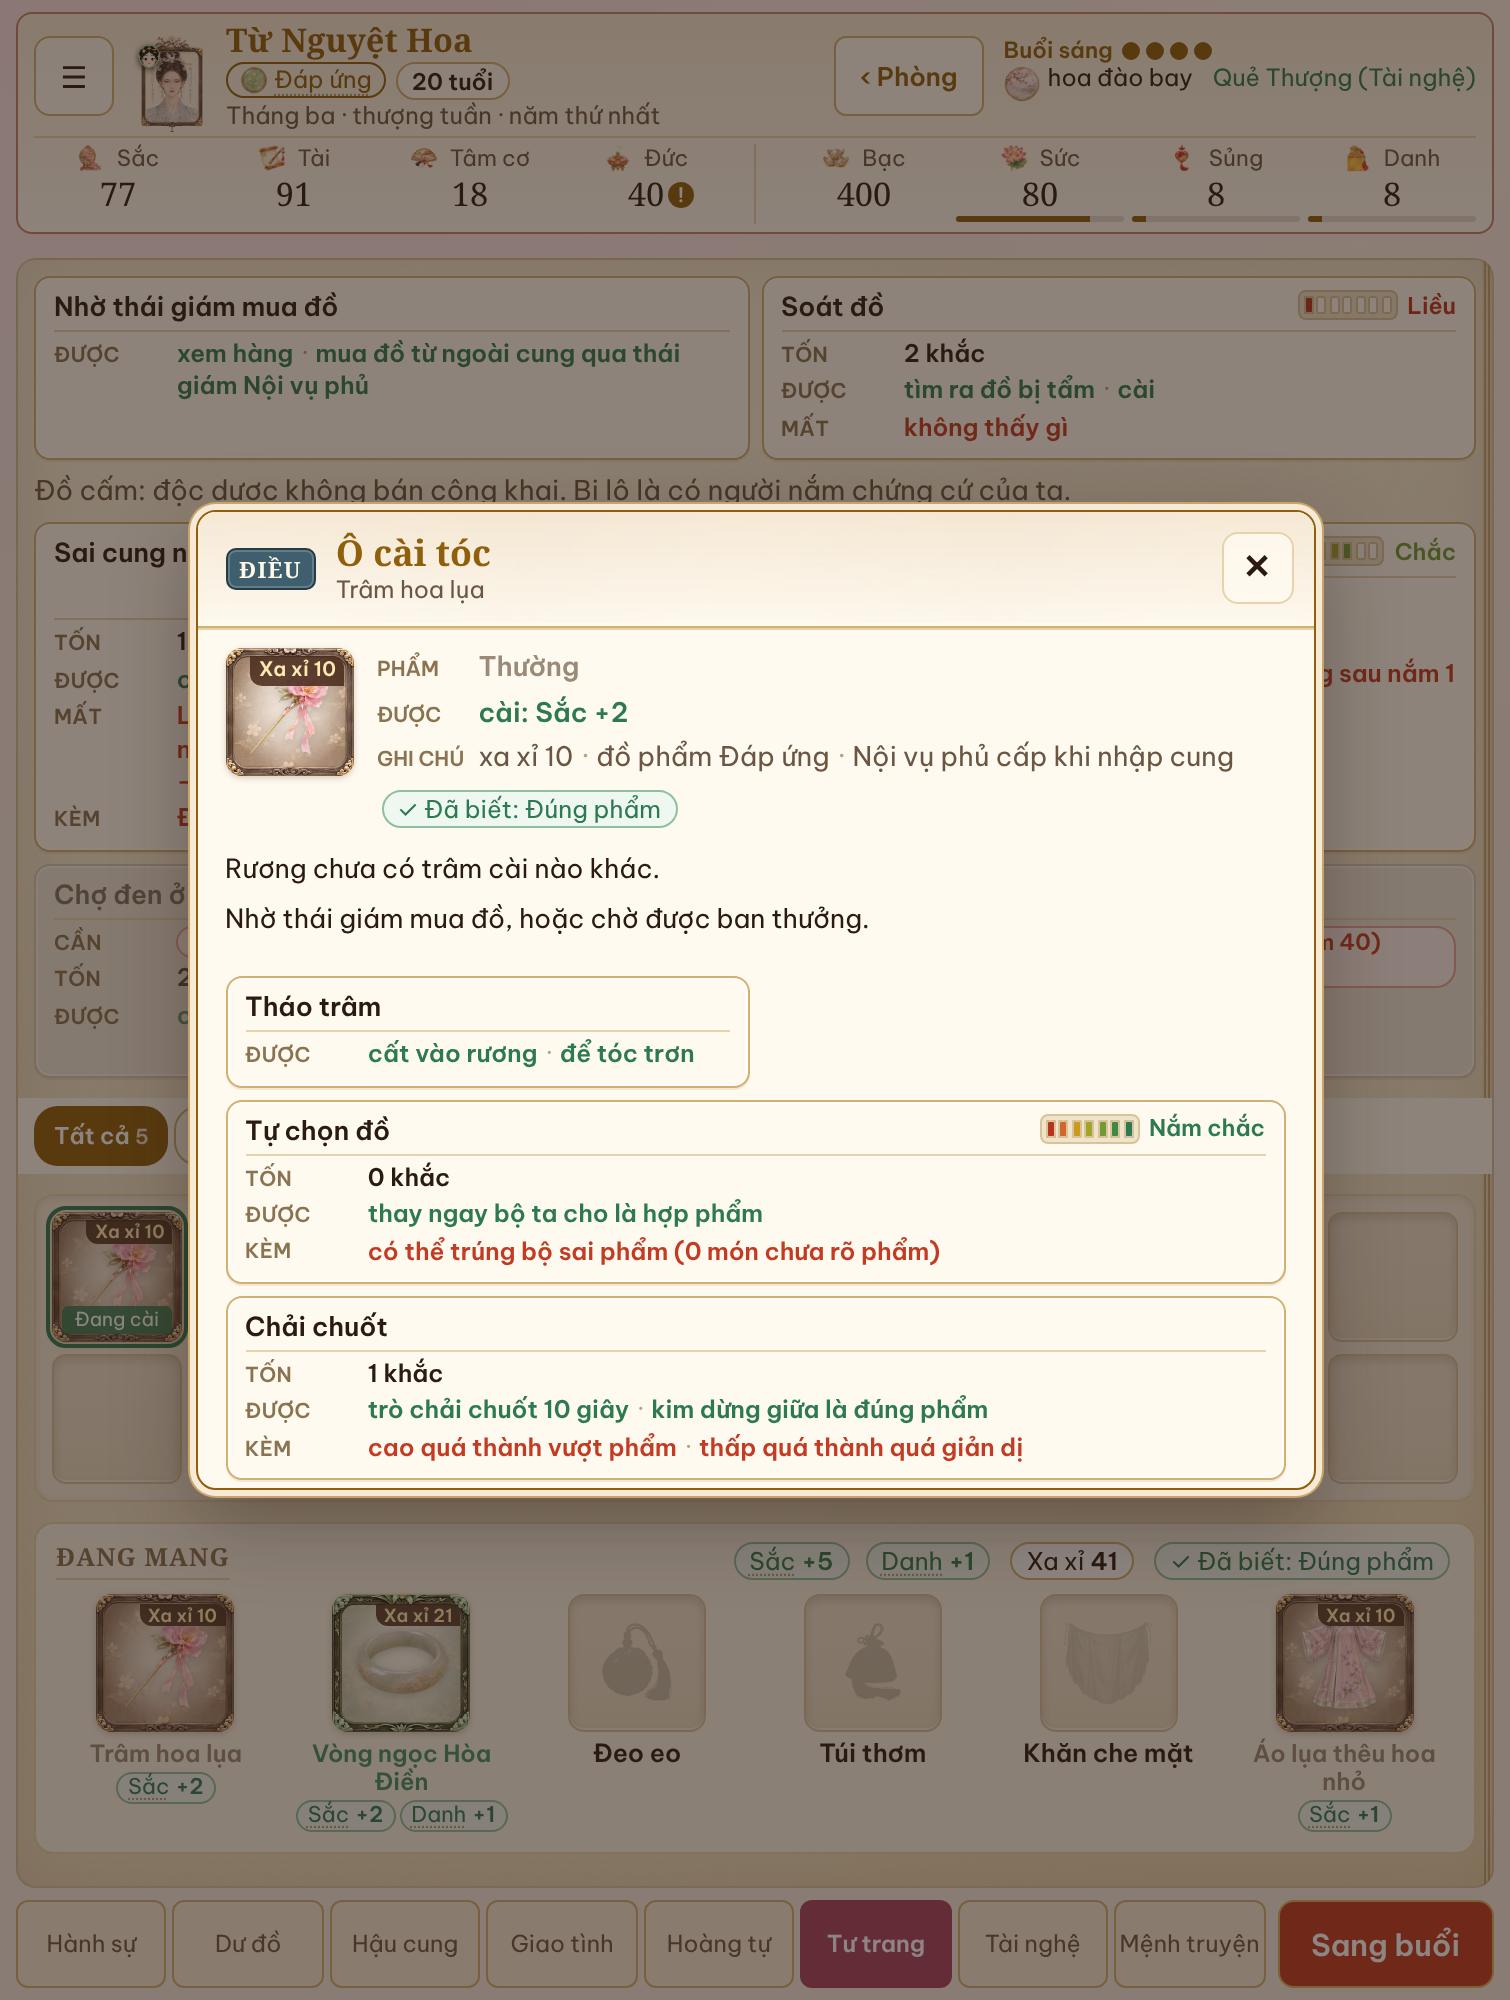 Từ Nguyệt Hoa
Đáp ứng
20 tuổi
Tháng ba · thượng tuần · năm thứ nhất
‹ Phòng
Buổi sáng
hoa đào bay
Quẻ Thượng (Tài nghệ)
Sắc
Tài
Tâm cơ
Đức
Bạc
Sức
Sủng
Danh
77
91
18
40
!
400
80
8
8
Nhờ thái giám mua đồ
ĐƯỢC
xem hàng · mua đồ từ ngoài cung qua thái
giám Nội vụ phủ
Soát đồ
Liều
TỐN
2 khắc
ĐƯỢC
tìm ra đồ bị tẩm · cài
MẤT
không thấy gì
Đồ cấm: độc dược không bán công khai. Bị lộ là có người nắm chứng cứ của ta.
Sai cung
Chắc
TỐN
1
ĐƯỢC
MẤT
sau nắm 1
KÈM
Chợ đen ở
CẦN
40)
TỐN
2
ĐƯỢC
ĐIỀU
Ô cài tóc
Trâm hoa lụa
✕
Xa xỉ 10
PHẨM
Thường
ĐƯỢC
cài: Sắc +2
GHI CHÚ
xa xỉ 10 · đồ phẩm Đáp ứng · Nội vụ phủ cấp khi nhập cung
✓ Đã biết: Đúng phẩm
Rương chưa có trâm cài nào khác.
Nhờ thái giám mua đồ, hoặc chờ được ban thưởng.
Tháo trâm
ĐƯỢC
cất vào rương · để tóc trơn
Tự chọn đồ
Nắm chắc
TỐN
0 khắc
ĐƯỢC
thay ngay bộ ta cho là hợp phẩm
KÈM
có thể trúng bộ sai phẩm (0 món chưa rõ phẩm)
Chải chuốt
TỐN
1 khắc
ĐƯỢC
trò chải chuốt 10 giây · kim dừng giữa là đúng phẩm
KÈM
cao quá thành vượt phẩm · thấp quá thành quá giản dị
Tất cả 5
Xa xỉ 10
Đang cài
ĐANG MANG
Sắc +5
Danh +1
Xa xỉ 41
✓ Đã biết: Đúng phẩm
Xa xỉ 10
Xa xỉ 21
Xa xỉ 10
Trâm hoa lụa
Sắc +2
Vòng ngọc Hòa
Điền
Sắc +2
Danh +1
Đeo eo
Túi thơm
Khăn che mặt
Áo lụa thêu hoa
nhỏ
Sắc +1
Hành sự
Dư đồ
Hậu cung
Giao tình
Hoàng tự
Tư trang
Tài nghệ
Mệnh truyện
Sang buổi